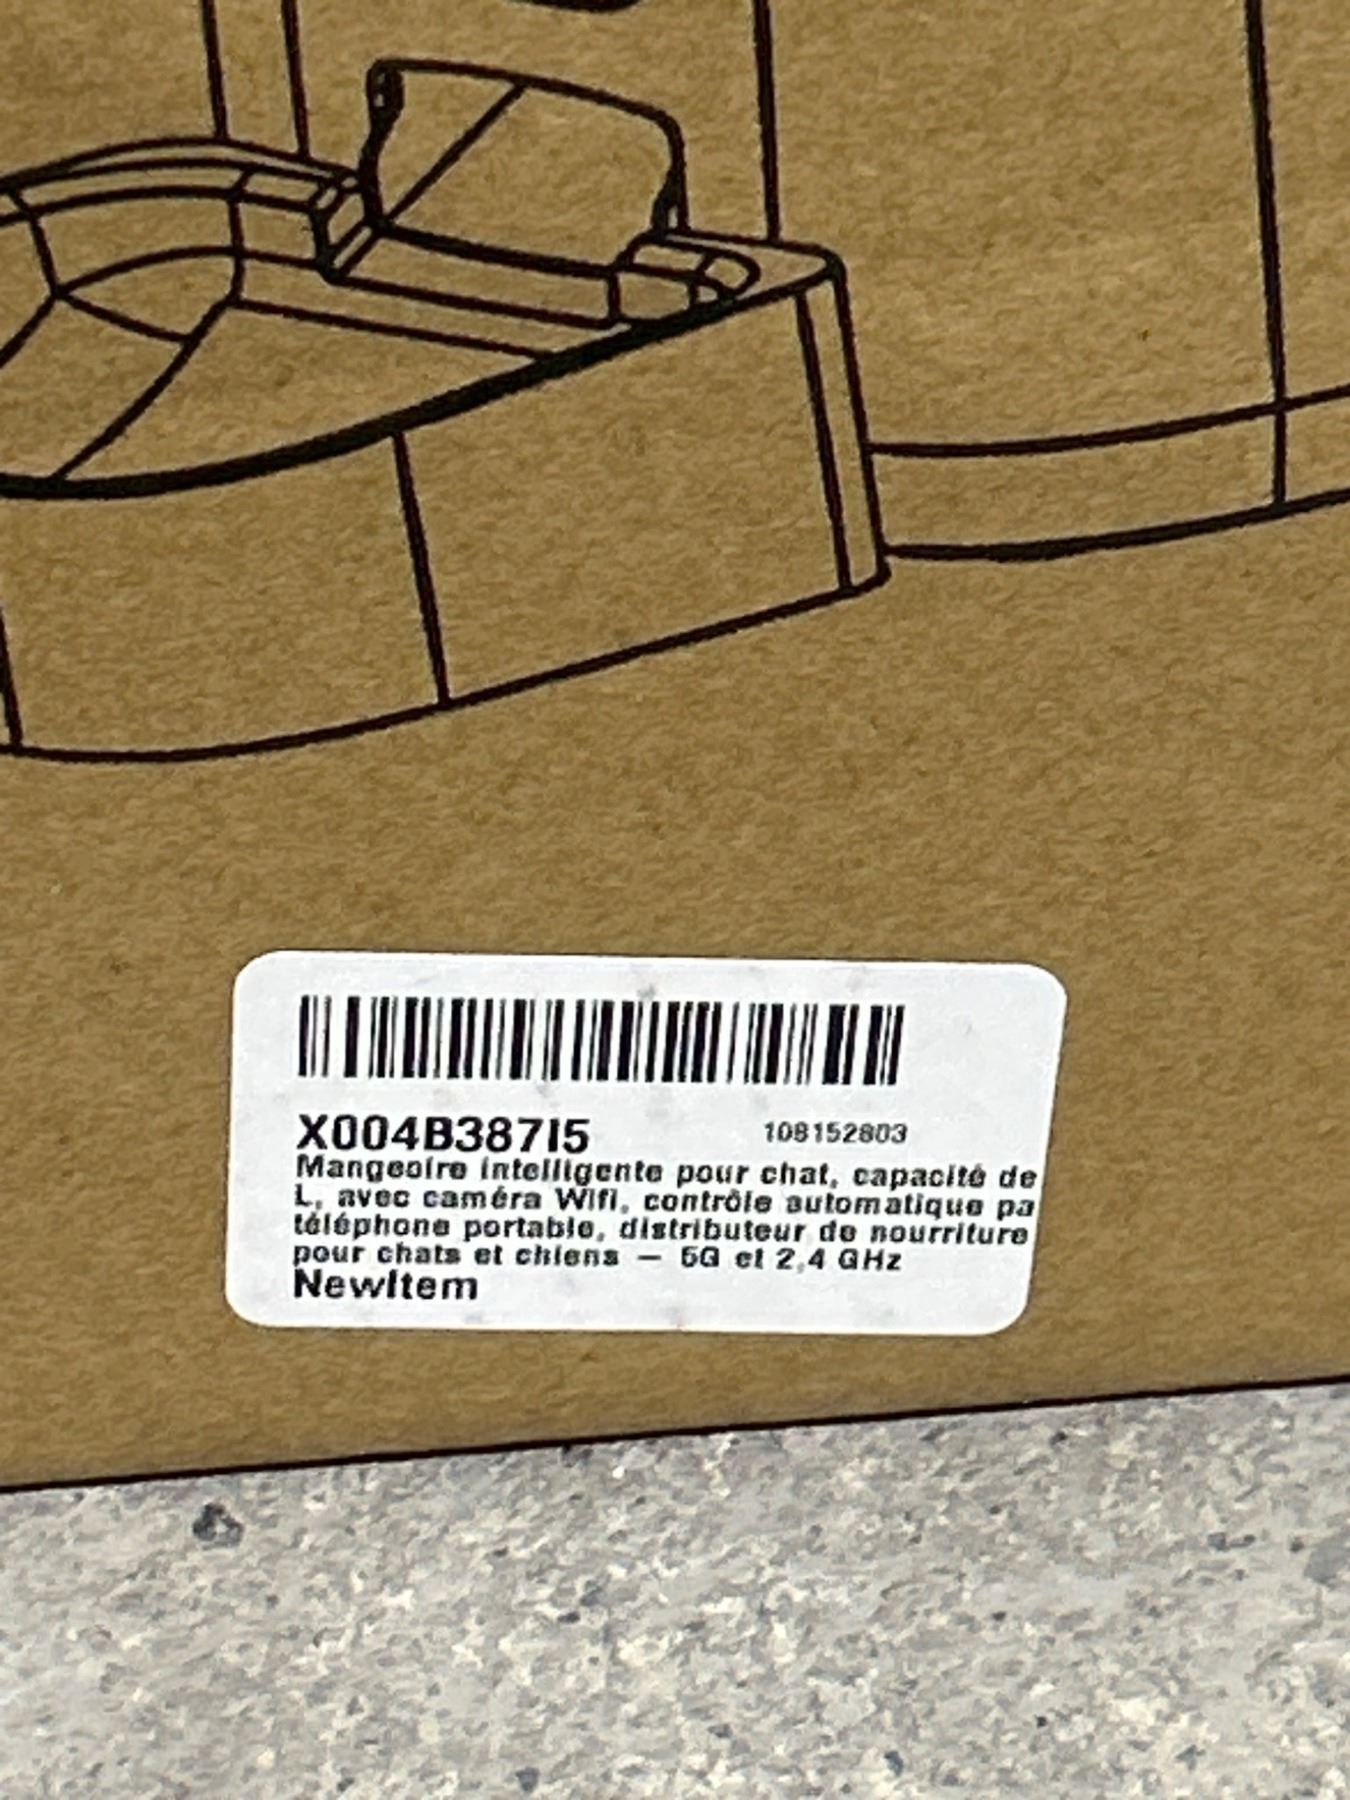 X004B387I5 108152803
Mangeoire intelligente pour chat, capacité de
L, avec caméra Wifi, contrôle automatique pa
téléphone portable, distributeur de nourriture
pour chats et chiens — 5G et 2,4 GHz
NewItem